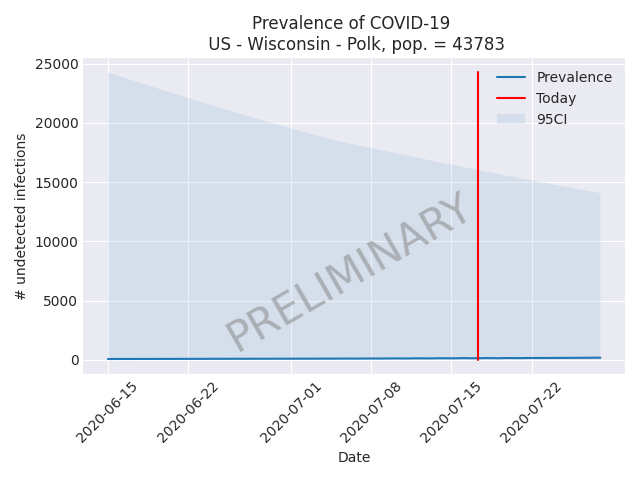 Prevalence of COVID-19
US - Wisconsin - Polk, pop. = 43783
25000
20000
15000
10000
5000
0
# undetected infections
Prevalence
Today
95CI
PRELIMINARY
2020-06-15
2020-06-22
2020-07-01
2020-07-08
2020-07-15
2020-07-22
Date